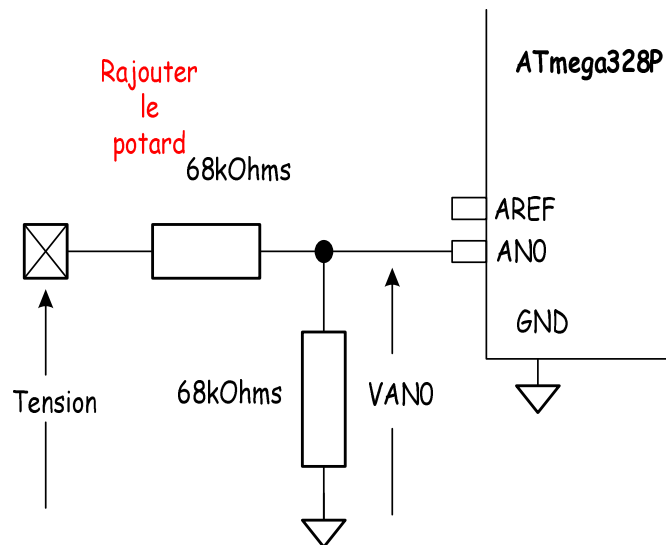 Rajouter
le
potard
68kOhms
ATmega328P
AREF
AN0
GND
Tension
68kOhms
VAN0